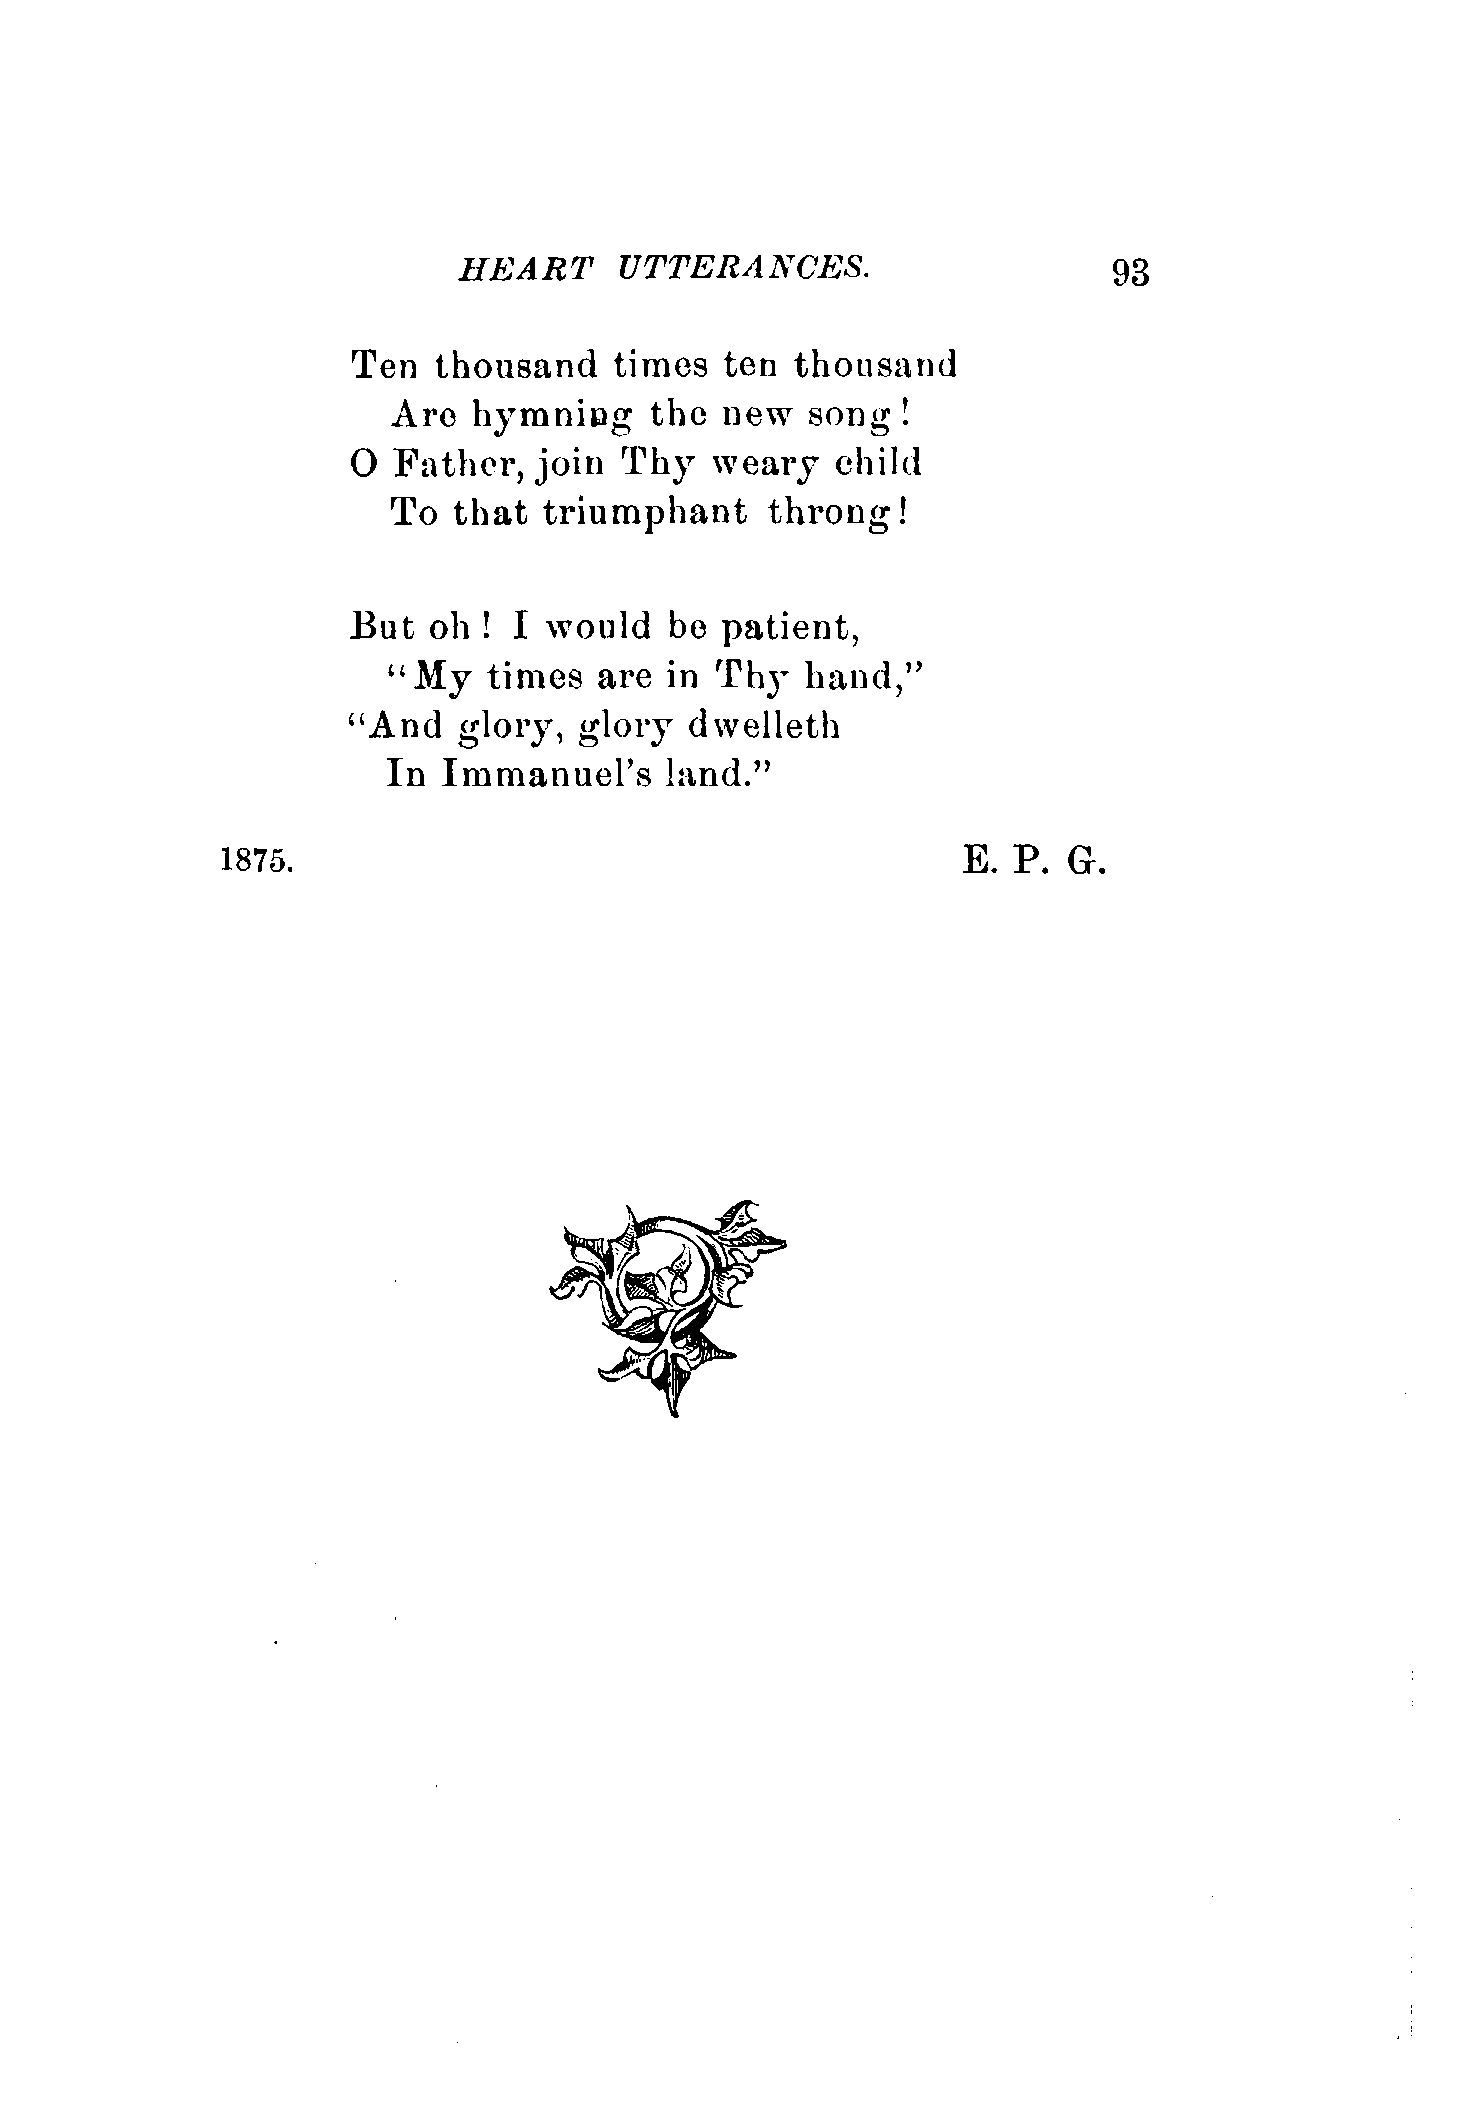 HEART UTTERANCES. 93
Ten thousand times ten thousand
Are hymning the new song!
O Father, join Thy weary child
To that triumphant throng!
But oh! I would be patient,
"My times are in Thy hand,"
"And glory, glory dwelleth
In Immanuel's land."
1875. E. P. G.